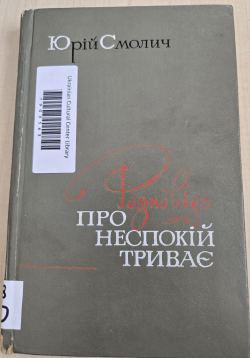 Юрій Смолич
Ukrainian Cultural Center Library
Розповідь
ПРО
НЕСПОКІЙ
ТРИВАЄ